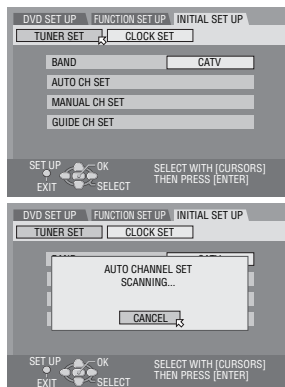 DVD SET UP FUNCTION SET UP INITIAL SET UP
TUNER SET CLOCK SET
BAND CATV
AUTO CH SET
MANUAL CH SET
GUIDE CH SET
SET UP OK SELECT WITH [CURSORS]
EXIT SELECT THEN PRESS [ENTER]
DVD SET UP FUNCTION SET UP INITIAL SET UP
TUNER SET CLOCK SET
AUTO CHANNEL SET
SCANNING...
CANCEL
SET UP OK SELECT WITH [CURSORS]
EXIT SELECT THEN PRESS [ENTER]